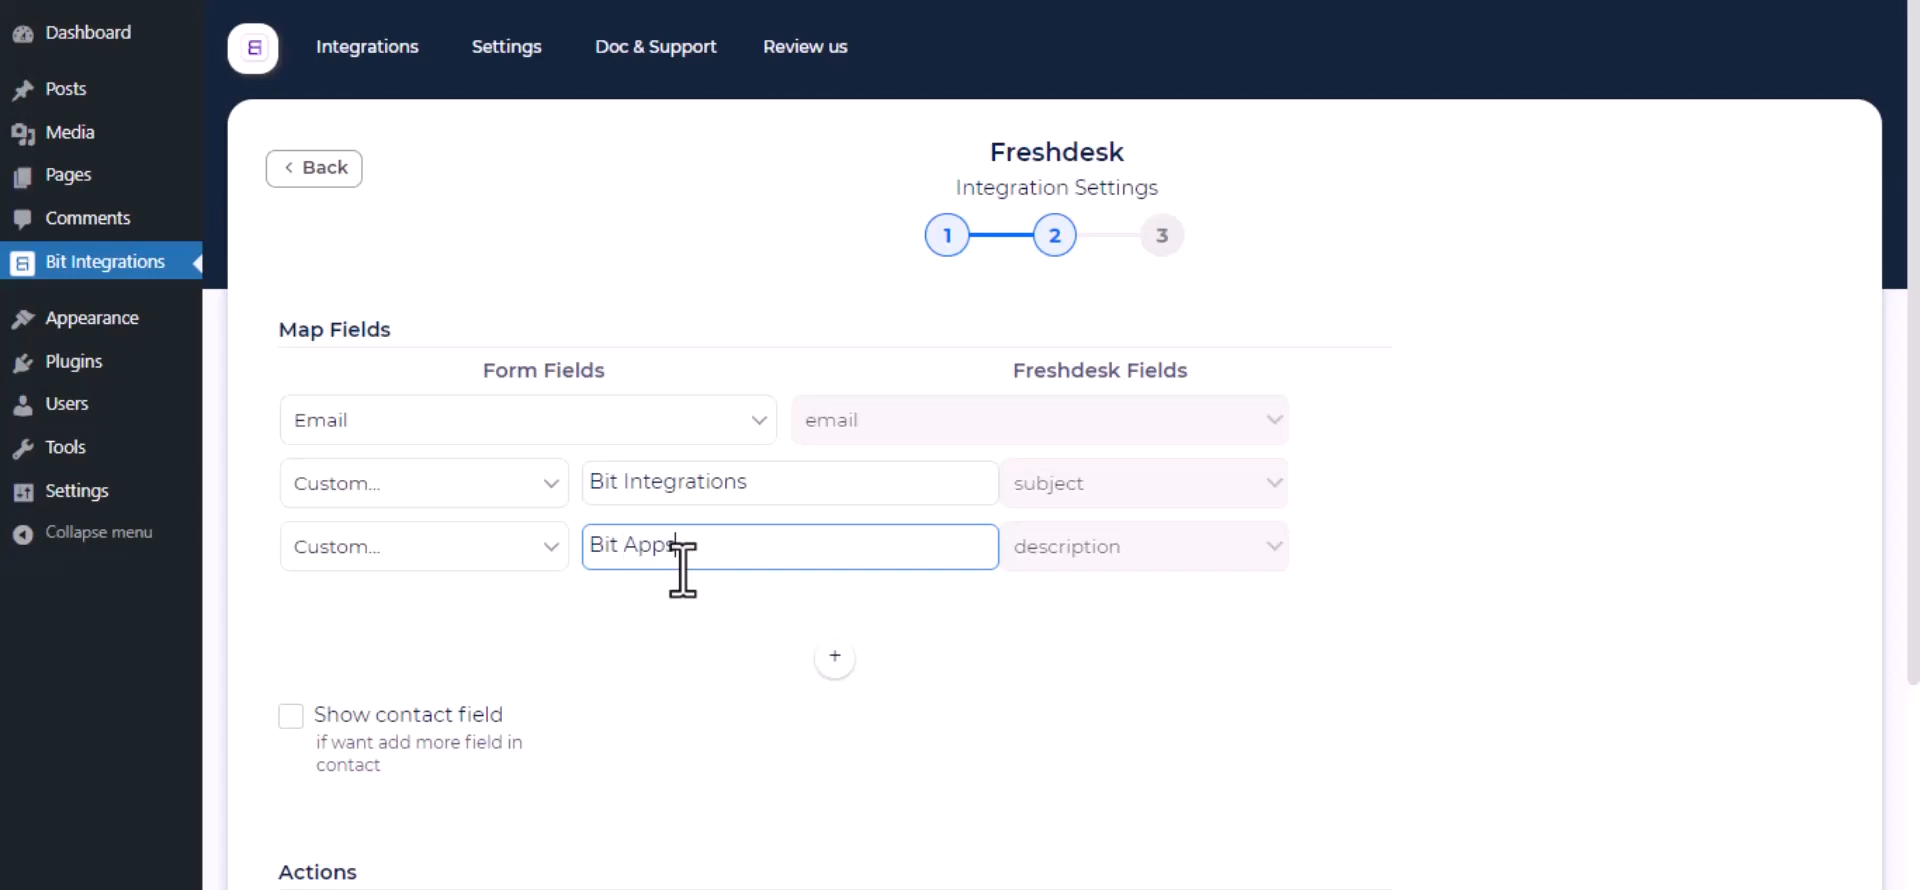 Dashboard
Posts
Media
Pages
Comments
Bit Integrations
Appearance
Plugins
Users
Tools
Settings
Collapse menu
Integrations
Settings
Doc & Support
Review us
Back
Freshdesk
Integration Settings
1
2
3
Map Fields
Form Fields
Freshdesk Fields
Email
email
Custom...
Bit Integrations
subject
Custom...
Bit Apps
description
+
Show contact field
if want add more field in
contact
Actions